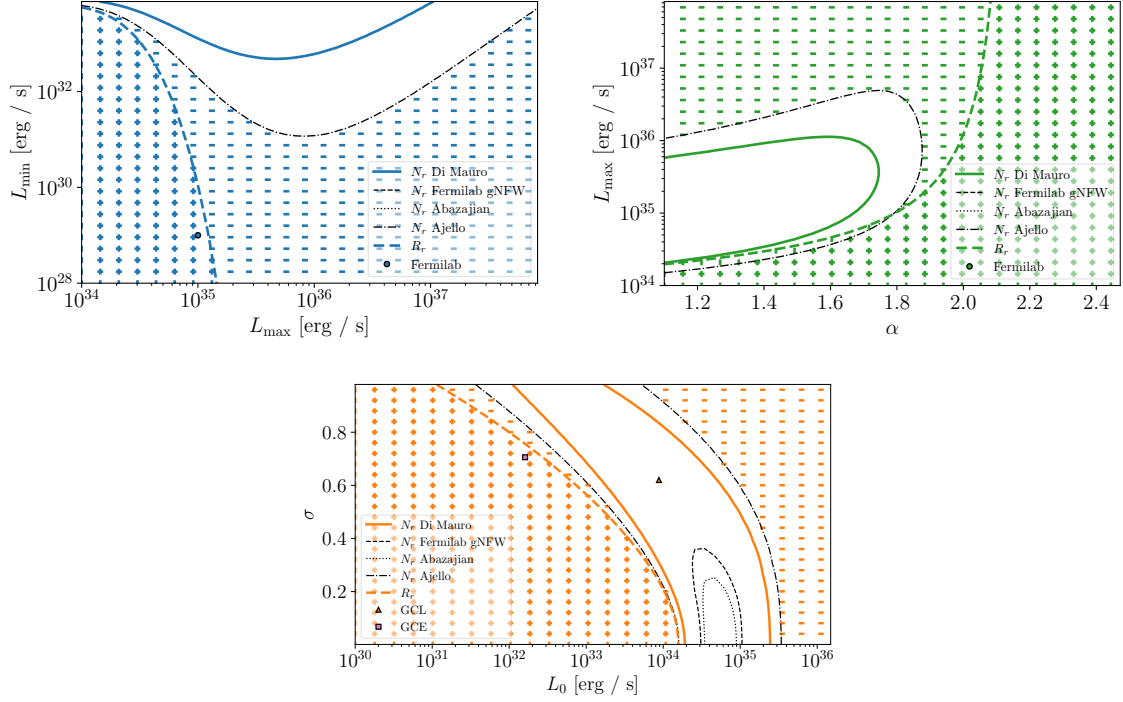 10^32
10^30
10^28
L_min [erg / s]
N_r Di Mauro
N_r Fermilab gNFW
N_r Abazajian
N_r Ajello
R_r
Fermilab
10^34
10^35
10^36
10^37
L_max [erg / s]
10^37
10^36
10^35
10^34
L_max [erg / s]
N_r Di Mauro
N_r Fermilab gNFW
N_r Abazajian
N_r Ajello
R_r
Fermilab
1.2
1.4
1.6
1.8
2.0
2.2
2.4
α
0.8
0.6
0.4
0.2
σ
N_r Di Mauro
N_r Fermilab gNFW
N_r Abazajian
N_r Ajello
R_r
GCL
GCE
10^30
10^31
10^32
10^33
10^34
10^35
10^36
L_0 [erg / s]